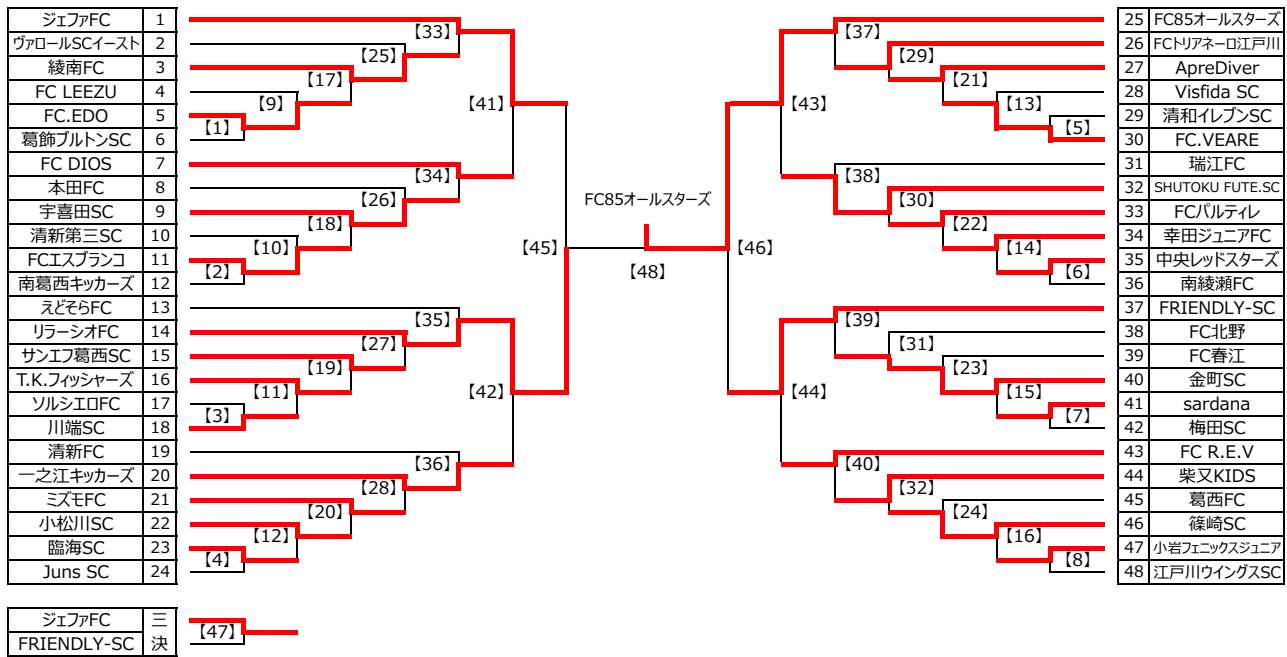 ジェファFC 1
ヴァロールSCイースト 2
綾南FC 3
FC LEEZU 4
FC.EDO 5
葛飾ブルトンSC 6
FC DIOS 7
本田FC 8
宇喜田SC 9
清新第三SC 10
FCエスブランコ 11
南葛西キッカーズ 12
えどそらFC 13
リラーシオFC 14
サンエフ葛西SC 15
T.K.フィッシャーズ 16
ソルシエロFC 17
川端SC 18
清新FC 19
一之江キッカーズ 20
ミズモFC 21
小松川SC 22
臨海SC 23
Juns SC 24
【1】
【2】
【3】
【4】
【9】
【10】
【11】
【12】
【17】
【18】
【19】
【20】
【25】
【26】
【27】
【28】
【33】
【34】
【35】
【36】
【41】
【42】
【45】
FC85オールスターズ
【48】
【46】
【43】
【44】
【37】
【38】
【39】
【40】
【29】
【30】
【31】
【32】
【21】
【22】
【23】
【24】
【13】
【14】
【15】
【16】
【5】
【6】
【7】
【8】
25 FC85オールスターズ
26 FCトリアネーロ江戸川
27 ApreDiver
28 Visfida SC
29 清和イレブンSC
30 FC.VEARE
31 瑞江FC
32 SHUTOKU FUTE.SC
33 FCパルティレ
34 幸田ジュニアFC
35 中央レッドスターズ
36 南綾瀬FC
37 FRIENDLY-SC
38 FC北野
39 FC春江
40 金町SC
41 sardana
42 梅田SC
43 FC R.E.V
44 柴又KIDS
45 葛西FC
46 篠崎SC
47 小岩フェニックスジュニア
48 江戸川ウイングスSC
ジェファFC 三
FRIENDLY-SC 決
【47】